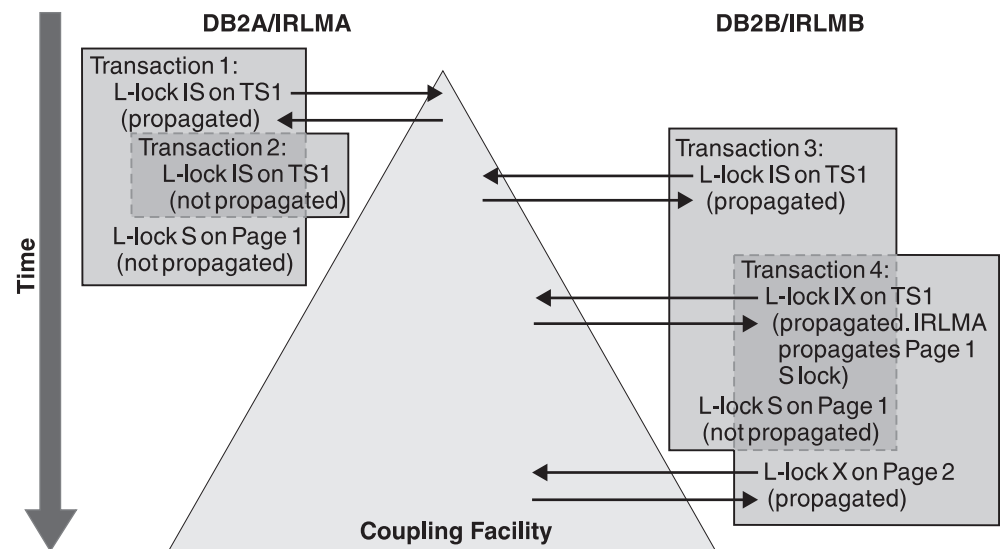 DB2A/IRLMA
DB2B/IRLMB
Time
Transaction 1:
L-lock IS on TS1
(propagated)
Transaction 2:
L-lock IS on TS1
(not propagated)
L-lock S on Page 1
(not propagated)
Transaction 3:
L-lock IS on TS1
(propagated)
Transaction 4:
L-lock IX on TS1
(propagated. IRLMA
propagates Page 1
S lock)
L-lock S on Page 1
(not propagated)
L-lock X on Page 2
(propagated)
Coupling Facility